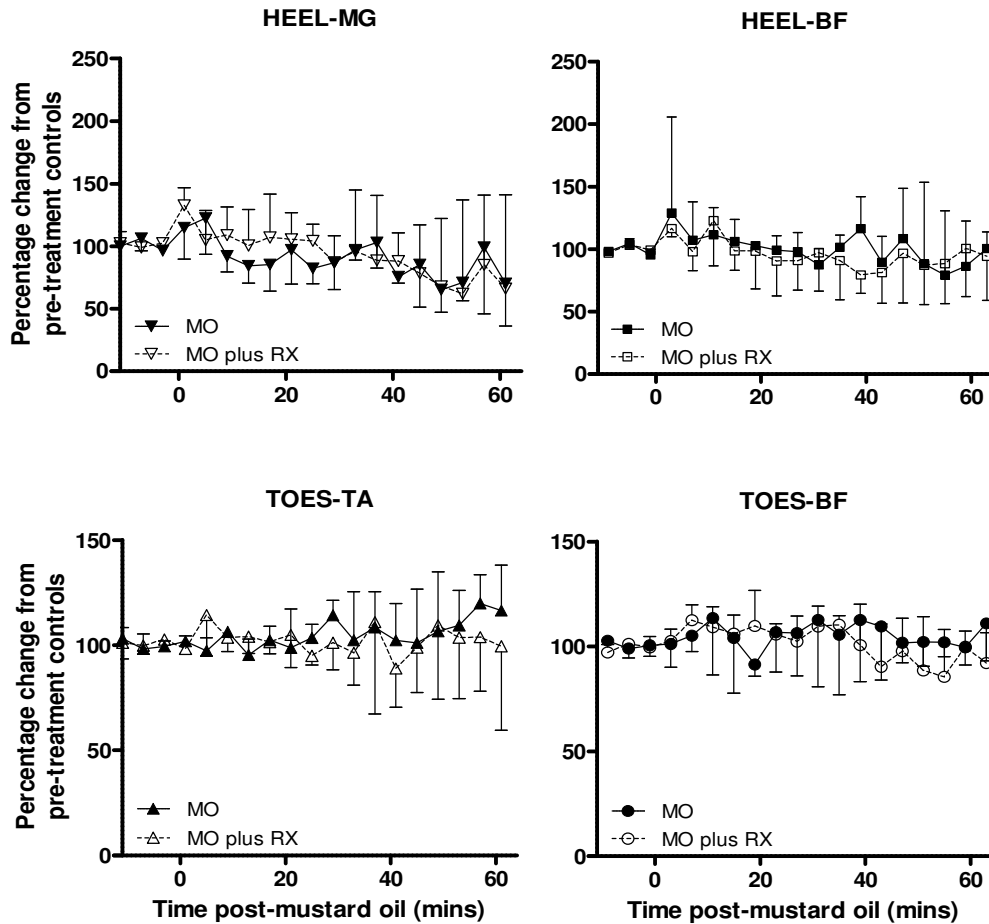 HEEL-MG
HEEL-BF
Percentage change from
pre-treatment controls
250
200
150
100
50
0
MO
MO plus RX
0 20 40 60
250
200
150
100
50
0
MO
MO plus RX
0 20 40 60
TOES-TA
TOES-BF
Percentage change from
pre-treatment controls
150
100
50
0
MO
MO plus RX
0 20 40 60
Time post-mustard oil (mins)
150
100
50
0
MO
MO plus RX
0 20 40 60
Time post-mustard oil (mins)